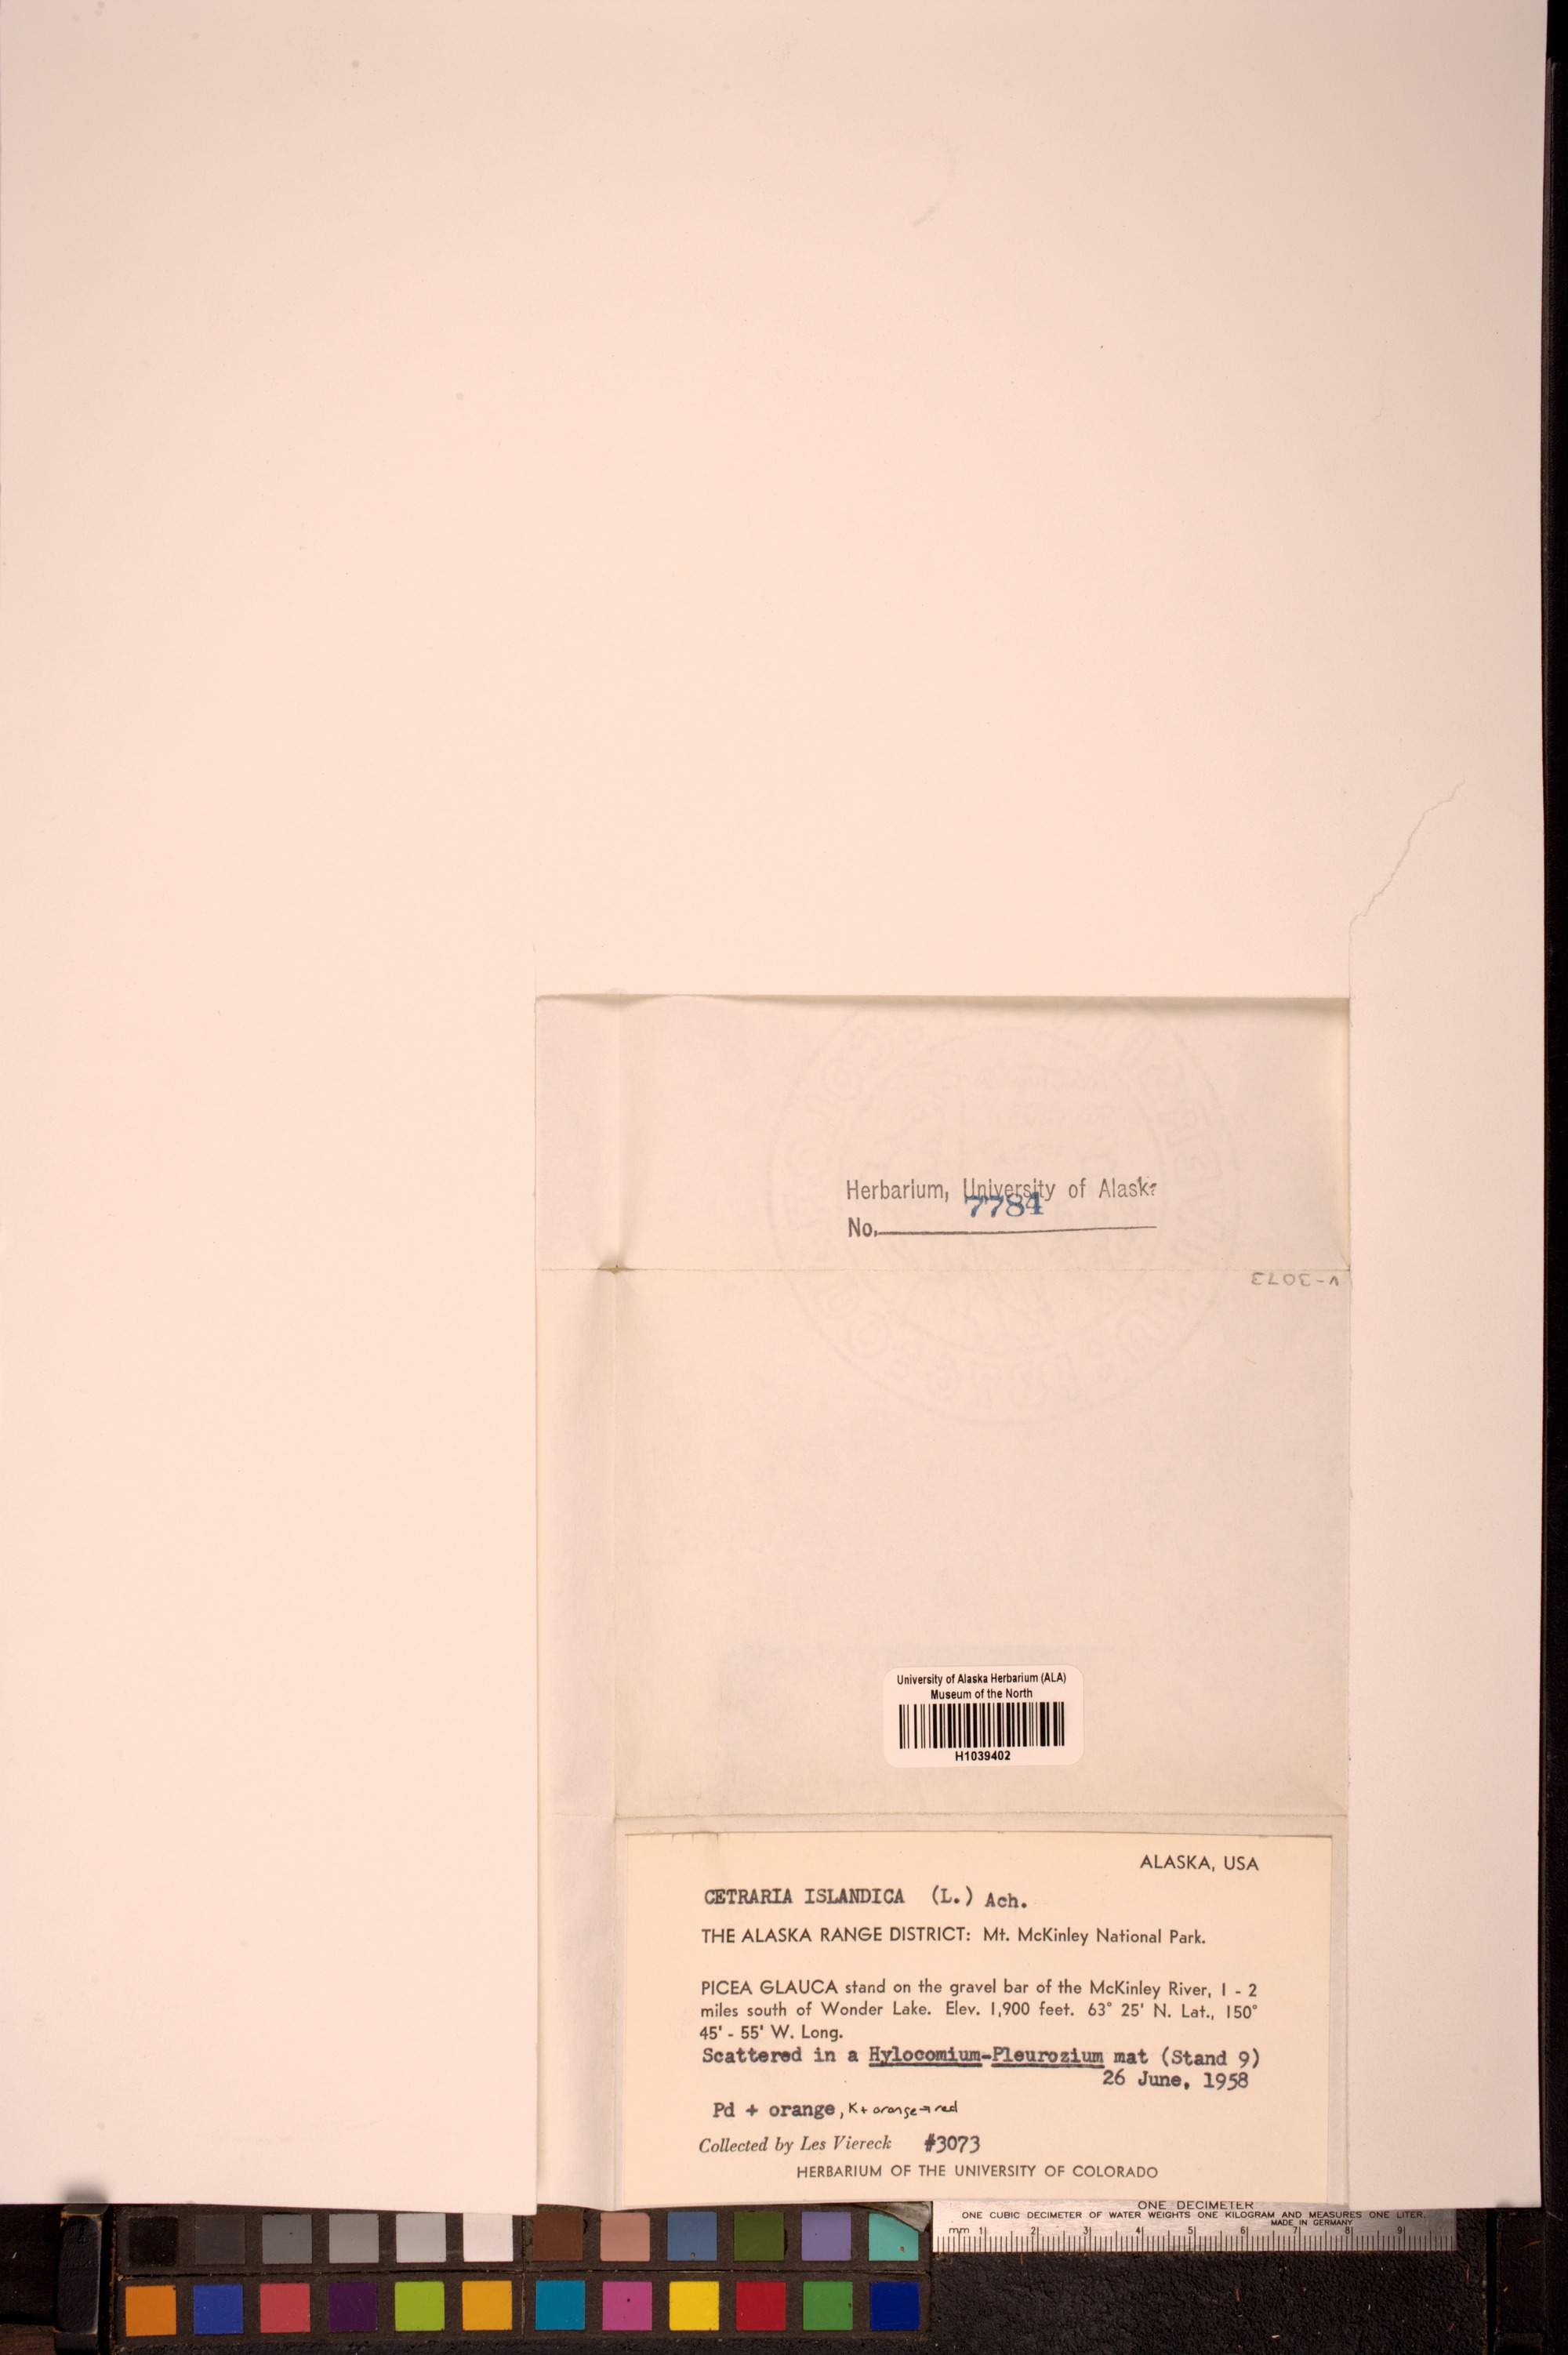 Herbarium, University of Alaska
7784
No.
V-3073
University of Alaska Herbarium (ALA)
Museum of the North
H1039402
ALASKA, USA
CETRARIA ISLANDICA (L.) Ach.
THE ALASKA RANGE DISTRICT: Mt. McKinley National Park.
PICEA GLAUCA stand on the gravel bar of the McKinley River, 1 - 2
miles south of Wonder Lake. Elev. 1,900 feet. 63° 25' N. Lat., 150°
45' - 55' W. Long.
Scattered in a Hylocomium-Pleurozium mat (Stand 9)
26 June, 1958
Pd + orange, K+ orange→red
Collected by Les Viereck #3073
HERBARIUM OF THE UNIVERSITY OF COLORADO
ONE DECIMETER
ONE CUBIC DECIMETER OF WATER WEIGHTS ONE KILOGRAM AND MEASURES ONE LITER.
MADE IN GERMANY
mm 1 2 3 4 5 6 7 8 9